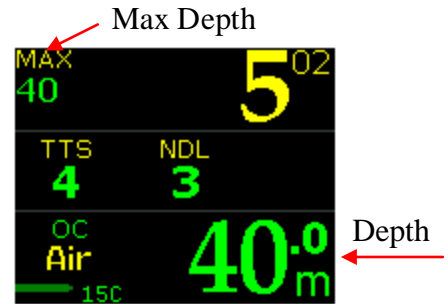 Max Depth
MAX 5 02
40
TTS NDL
4 3
OC
Air 40.0 m
15C
Depth